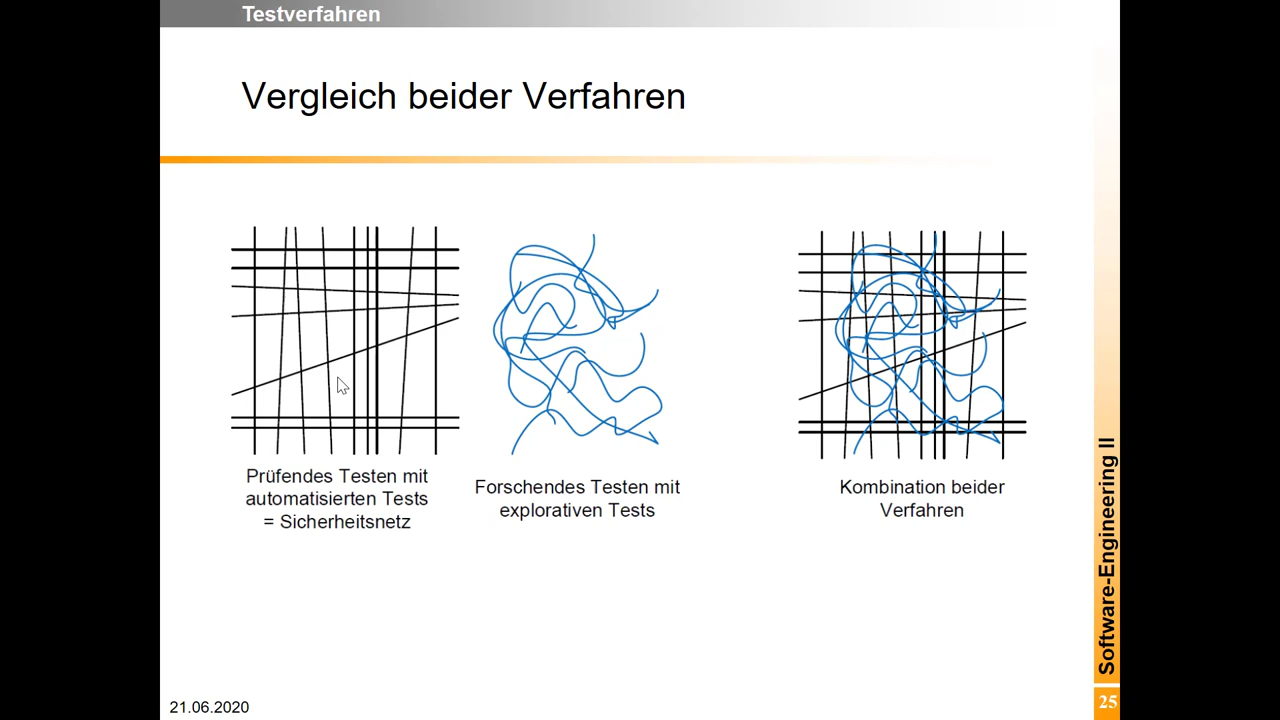 Testverfahren
Vergleich beider Verfahren
Prüfendes Testen mit
automatisierten Tests
= Sicherheitsnetz
Forschendes Testen mit
explorativen Tests
Kombination beider
Verfahren
Software-Engineering II
21.06.2020
25